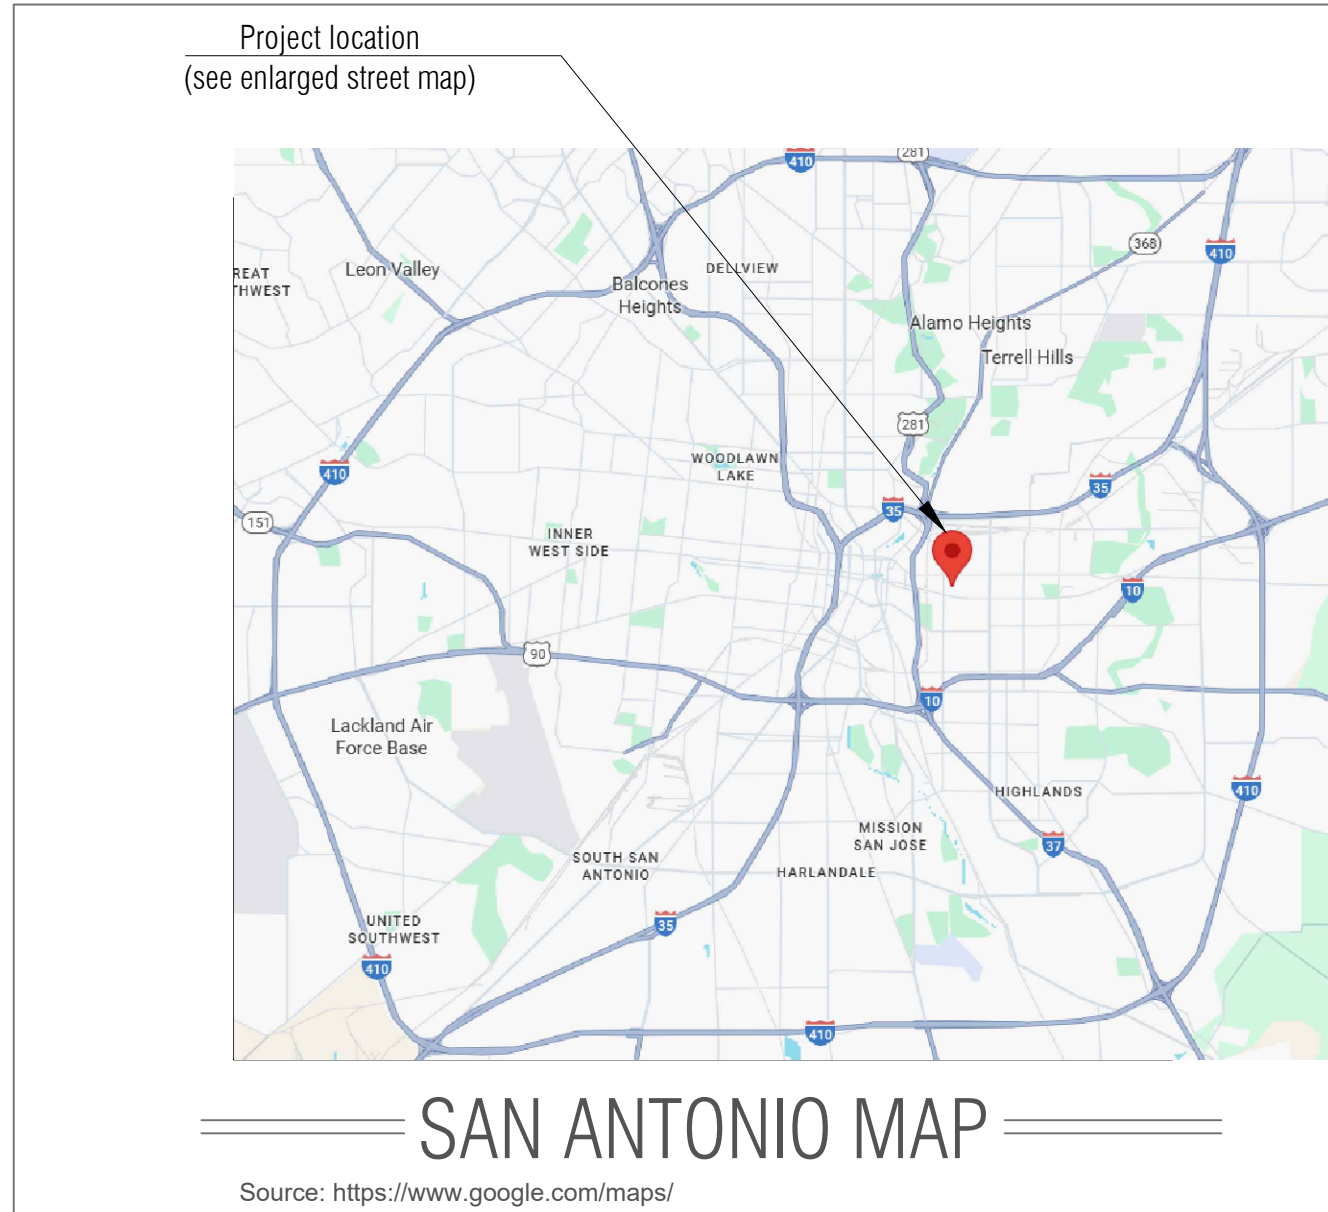 Project location
(see enlarged street map)
410
281
368
410
REAT
THWEST
Leon Valley
DELLVIEW
Balcones
Heights
Alamo Heights
Terrell Hills
281
WOODLAWN
LAKE
410
35
35
151
INNER
WEST SIDE
10
90
10
Lackland Air
Force Base
HIGHLANDS
410
MISSION
SAN JOSE
37
SOUTH SAN
ANTONIO
HARLANDALE
35
UNITED
SOUTHWEST
410
410
SAN ANTONIO MAP
Source: https://www.google.com/maps/